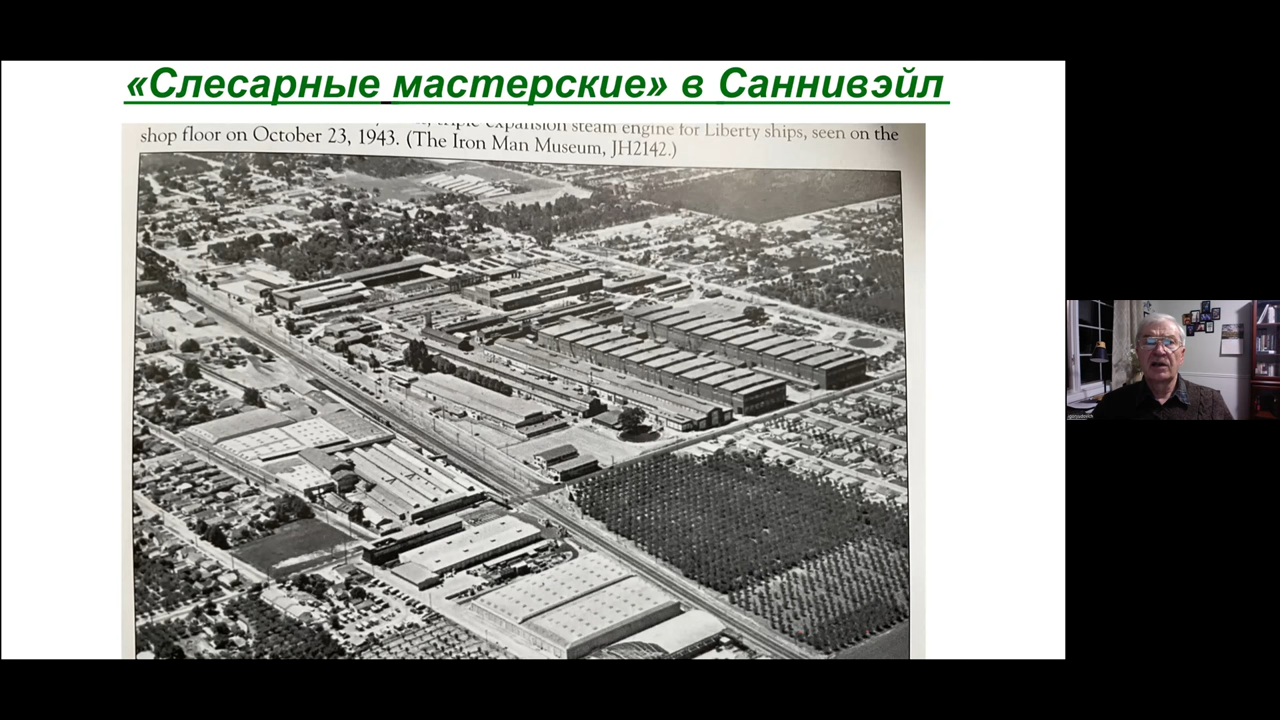 «Слесарные мастерские» в Саннивэйл
triple expansion steam engine for Liberty ships, seen on the
shop floor on October 23, 1943. (The Iron Man Museum, JH2142.)